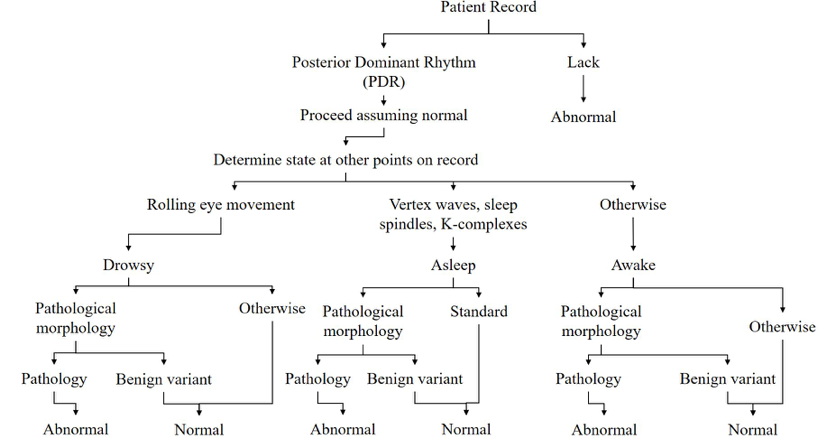 Patient Record
Posterior Dominant Rhythm
(PDR)
Lack
Proceed assuming normal
Abnormal
Determine state at other points on record
Rolling eye movement
Vertex waves, sleep
spindles, K-complexes
Otherwise
Drowsy
Asleep
Awake
Pathological
morphology
Otherwise
Pathological
morphology
Standard
Pathological
morphology
Otherwise
Pathology
Benign variant
Pathology
Benign variant
Pathology
Benign variant
Abnormal
Normal
Abnormal
Normal
Abnormal
Normal